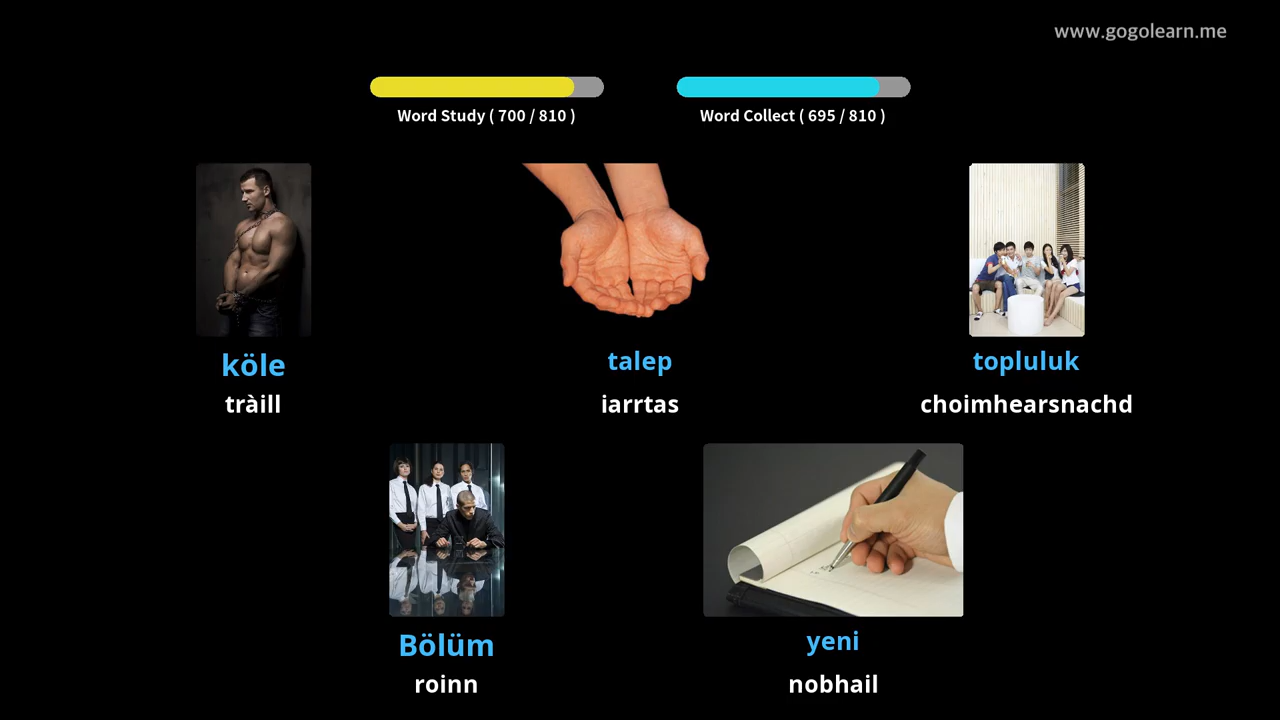 www.gogolearn.me
Word Study ( 700 / 810 )
Word Collect ( 695 / 810 )
köle
tràill
talep
iarrtas
topluluk
choimhearsnachd
Bölüm
roinn
yeni
nobhail